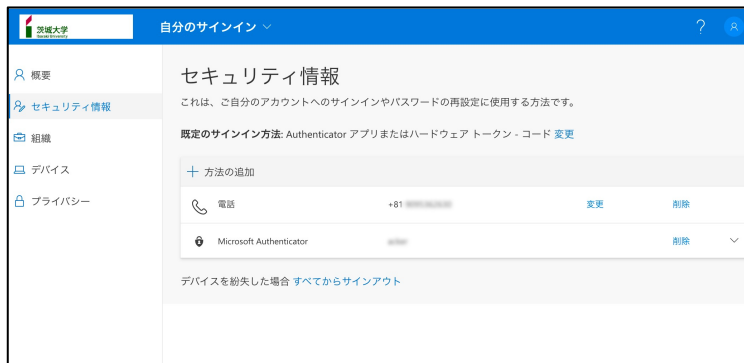 茨城大学
Ibaraki University
自分のサインイン
?
概要
セキュリティ情報
組織
デバイス
プライバシー
セキュリティ情報
これは、ご自分のアカウントへのサインインやパスワードの再設定に使用する方法です。
既定のサインイン方法: Authenticator アプリまたはハードウェア トークン - コード 変更
+ 方法の追加
電話 +81 変更 削除
Microsoft Authenticator 削除
デバイスを紛失した場合 すべてからサインアウト